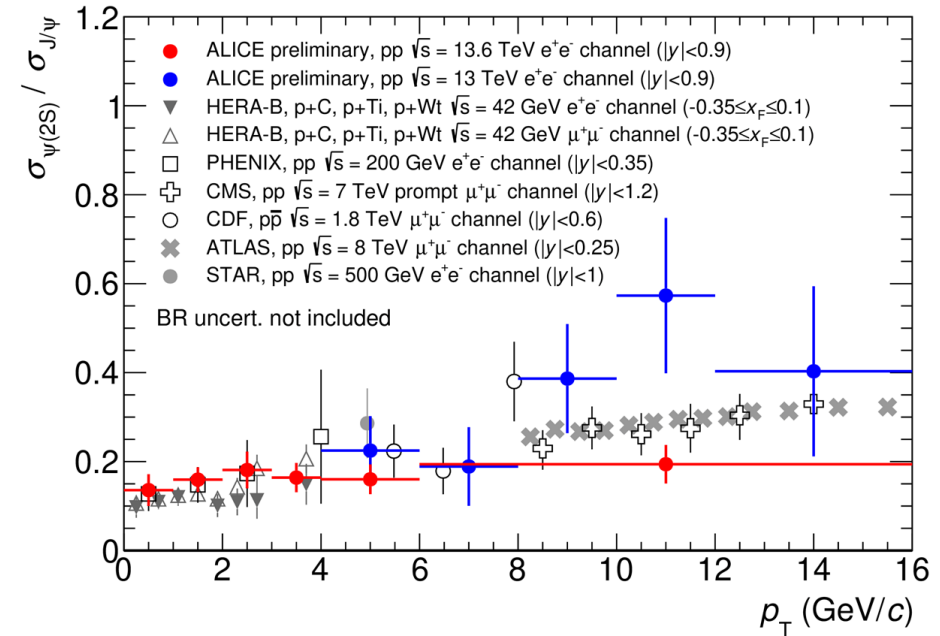 σψ(2S) / σJ/ψ
1.2
1
0.8
0.6
0.4
0.2
0
ALICE preliminary, pp √s = 13.6 TeV e⁺e⁻ channel (|y|<0.9)
ALICE preliminary, pp √s = 13 TeV e⁺e⁻ channel (|y|<0.9)
HERA-B, p+C, p+Ti, p+Wt √s = 42 GeV e⁺e⁻ channel (-0.35≤xF≤0.1)
HERA-B, p+C, p+Ti, p+Wt √s = 42 GeV μ⁺μ⁻ channel (-0.35≤xF≤0.1)
PHENIX, pp √s = 200 GeV e⁺e⁻ channel (|y|<0.35)
CMS, pp √s = 7 TeV prompt μ⁺μ⁻ channel (|y|<1.2)
CDF, pp̅ √s = 1.8 TeV μ⁺μ⁻ channel (|y|<0.6)
ATLAS, pp √s = 8 TeV μ⁺μ⁻ channel (|y|<0.25)
STAR, pp √s = 500 GeV e⁺e⁻ channel (|y|<1)
BR uncert. not included
0 2 4 6 8 10 12 14 16
pT (GeV/c)